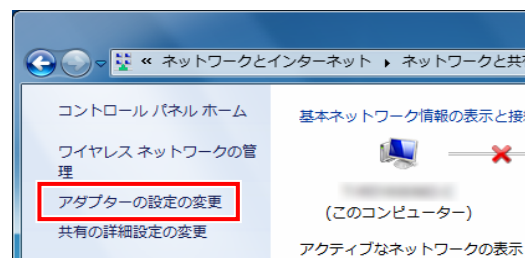 « ネットワークとインターネット ▸ ネットワークと共
コントロール パネル ホーム
ワイヤレス ネットワークの管
理
アダプターの設定の変更
共有の詳細設定の変更
基本ネットワーク情報の表示と接
(このコンピューター)
アクティブなネットワークの表示